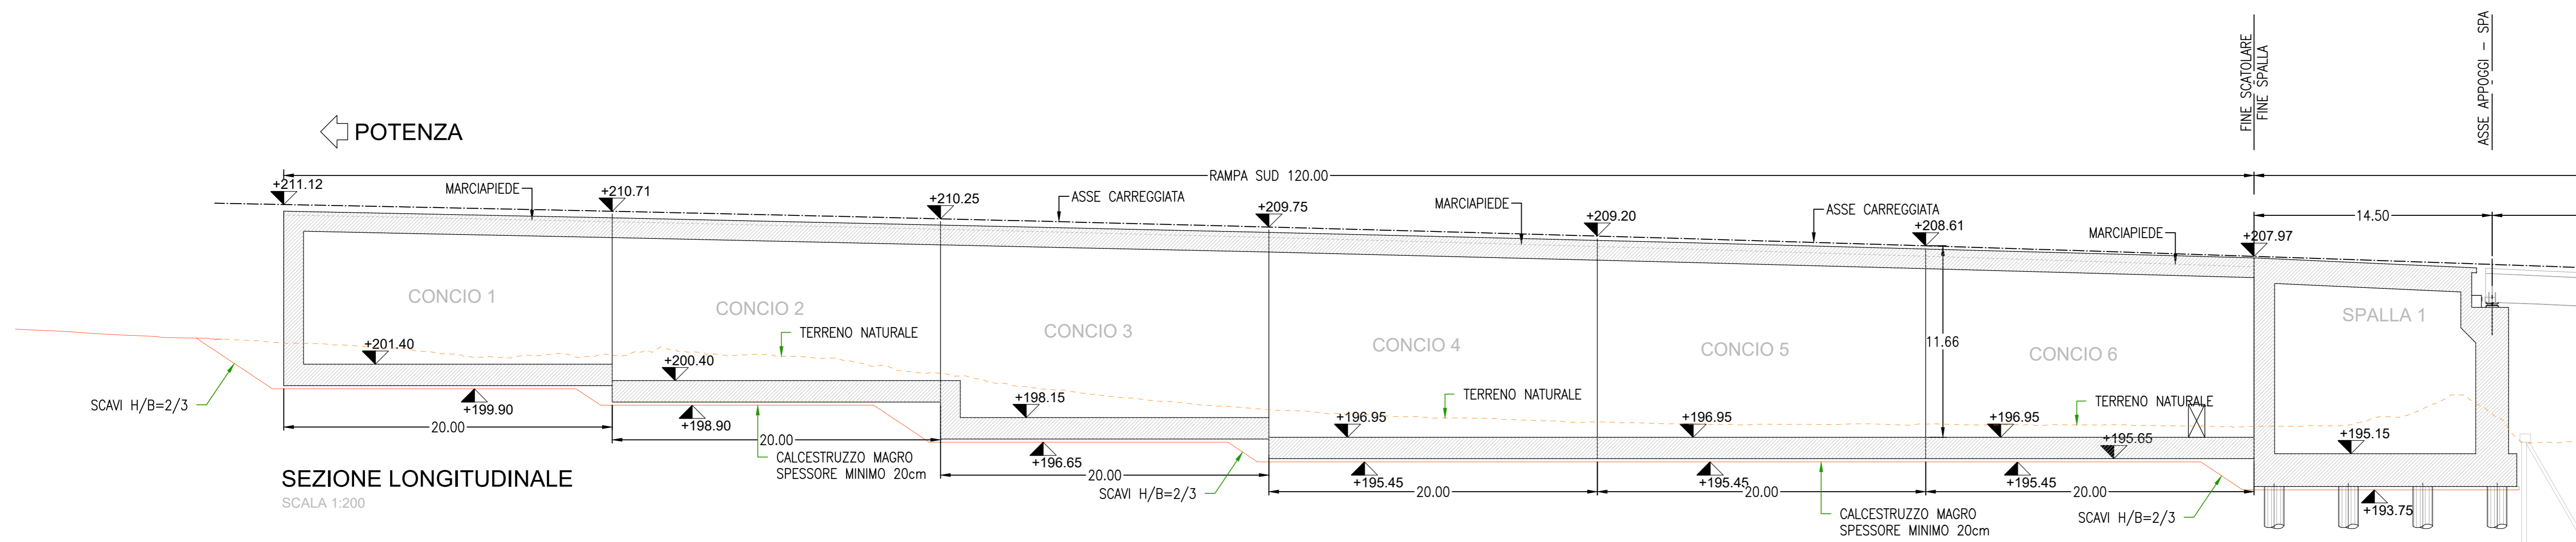 FINE SCATOLARE
FINE SPALLA
ASSE APPOGGI - SPA
POTENZA
RAMPA SUD 120.00
+211.12
MARCIAPIEDE
+210.71
+210.25
ASSE CARREGGIATA
+209.75
MARCIAPIEDE
+209.20
ASSE CARREGGIATA
+208.61
MARCIAPIEDE
+207.97
14.50
CONCIO 1
CONCIO 2
CONCIO 3
CONCIO 4
CONCIO 5
CONCIO 6
SPALLA 1
TERRENO NATURALE
11.66
+201.40
+200.40
TERRENO NATURALE
TERRENO NATURALE
SCAVI H/B=2/3
+199.90
+198.90
+198.15
+196.95
+196.95
+196.95
+195.65
+195.15
20.00
20.00
CALCESTRUZZO MAGRO
SPESSORE MINIMO 20cm
+196.65
20.00
SCAVI H/B=2/3
+195.45
20.00
+195.45
20.00
+195.45
20.00
CALCESTRUZZO MAGRO
SPESSORE MINIMO 20cm
SCAVI H/B=2/3
+193.75
SEZIONE LONGITUDINALE
SCALA 1:200